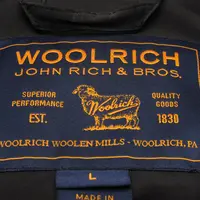 WOOLRICH
JOHN RICH & BROS.
SUPERIOR PERFORMANCE
QUALITY GOODS
Woolrich
EST.
1830
WOOLRICH WOOLEN MILLS - WOOLRICH, PA
L
MADE IN